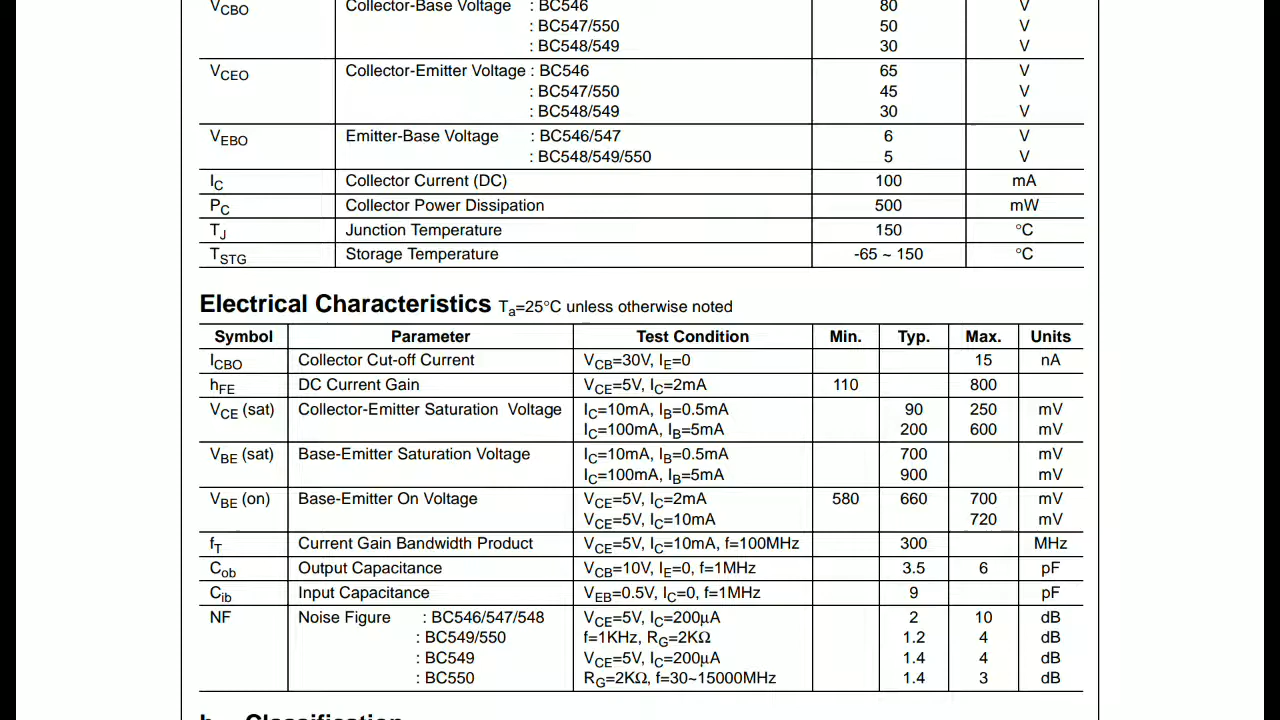 VCBO Collector-Base Voltage : BC546 80 V
: BC547/550 50 V
: BC548/549 30 V
VCEO Collector-Emitter Voltage : BC546 65 V
: BC547/550 45 V
: BC548/549 30 V
VEBO Emitter-Base Voltage : BC546/547 6 V
: BC548/549/550 5 V
IC Collector Current (DC) 100 mA
PC Collector Power Dissipation 500 mW
TJ Junction Temperature 150 °C
TSTG Storage Temperature -65 ~ 150 °C
Electrical Characteristics Ta=25°C unless otherwise noted
Symbol Parameter Test Condition Min. Typ. Max. Units
ICBO Collector Cut-off Current VCB=30V, IE=0 15 nA
hFE DC Current Gain VCE=5V, IC=2mA 110 800
VCE (sat) Collector-Emitter Saturation Voltage IC=10mA, IB=0.5mA 90 250 mV
IC=100mA, IB=5mA 200 600 mV
VBE (sat) Base-Emitter Saturation Voltage IC=10mA, IB=0.5mA 700 mV
IC=100mA, IB=5mA 900 mV
VBE (on) Base-Emitter On Voltage VCE=5V, IC=2mA 580 660 700 mV
VCE=5V, IC=10mA 720 mV
fT Current Gain Bandwidth Product VCE=5V, IC=10mA, f=100MHz 300 MHz
Cob Output Capacitance VCB=10V, IE=0, f=1MHz 3.5 6 pF
Cib Input Capacitance VEB=0.5V, IC=0, f=1MHz 9 pF
NF Noise Figure : BC546/547/548 VCE=5V, IC=200µA 2 10 dB
: BC549/550 f=1KHz, RG=2KΩ 1.2 4 dB
: BC549 VCE=5V, IC=200µA 1.4 4 dB
: BC550 RG=2KΩ, f=30~15000MHz 1.4 3 dB
Classification